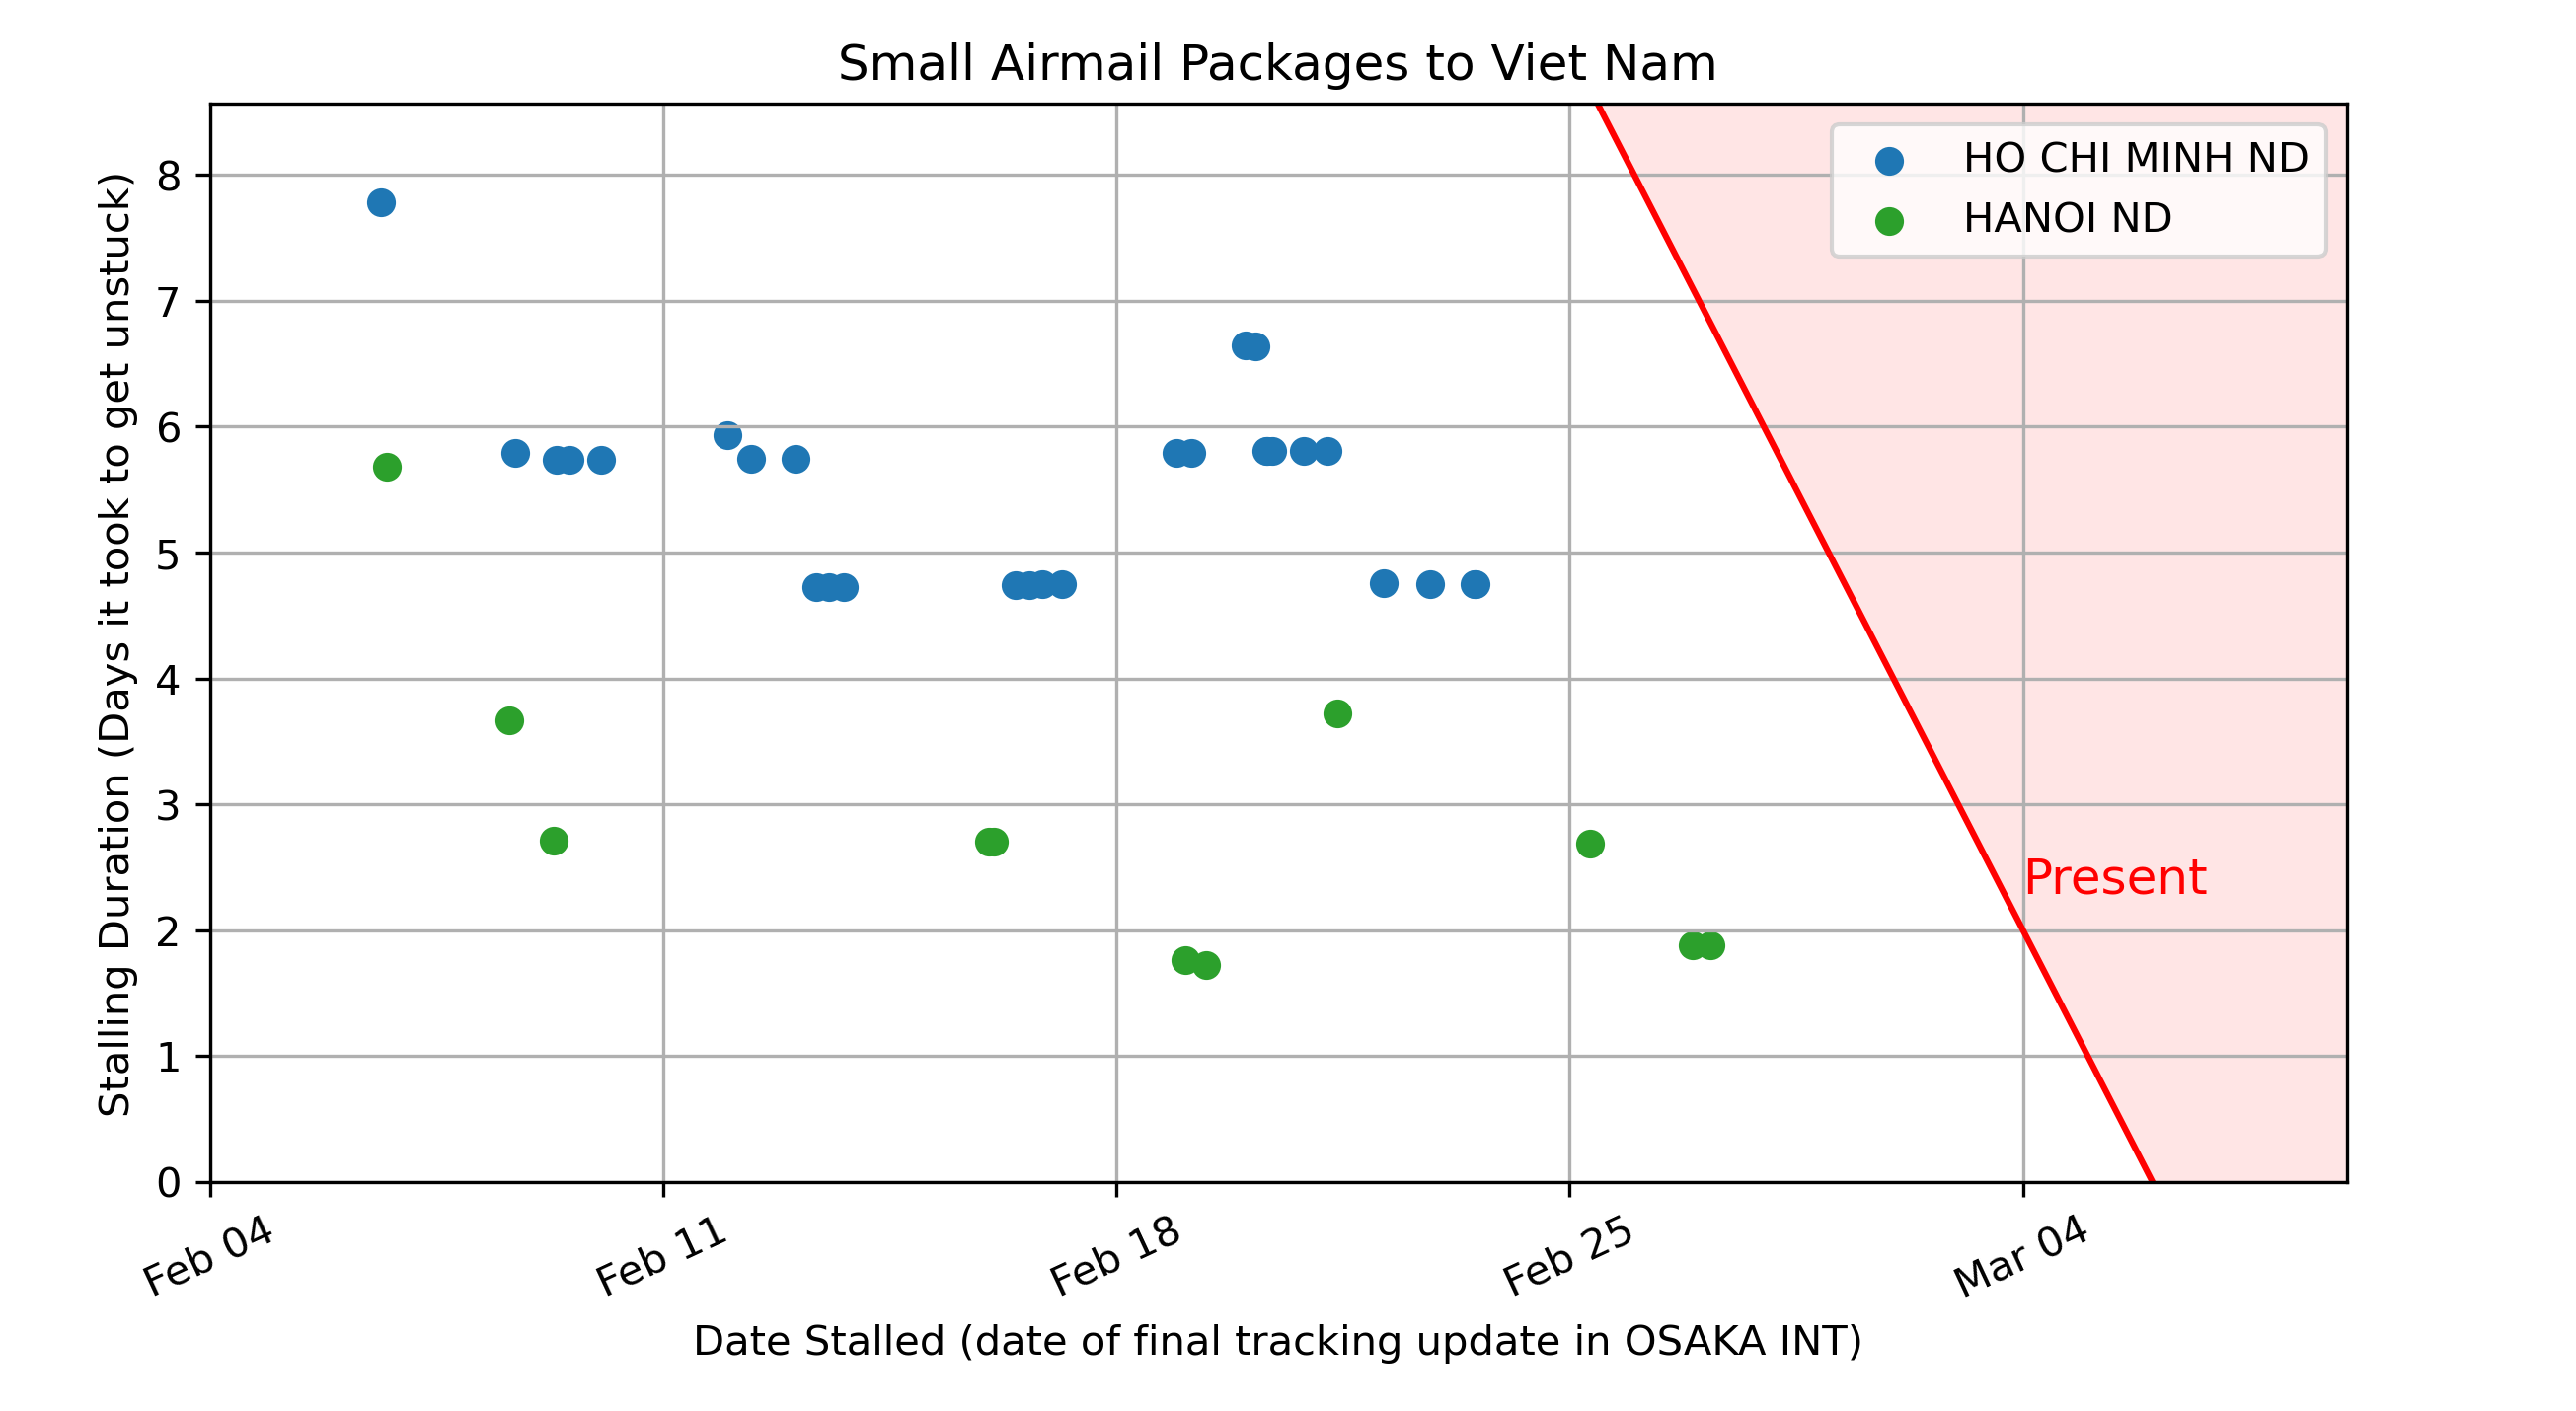 Small Airmail Packages to Viet Nam
Stalling Duration (Days it took to get unstuck)
8
7
6
5
4
3
2
1
0
HO CHI MINH ND
HANOI ND
Present
Feb 04
Feb 11
Feb 18
Feb 25
Mar 04
Date Stalled (date of final tracking update in OSAKA INT)